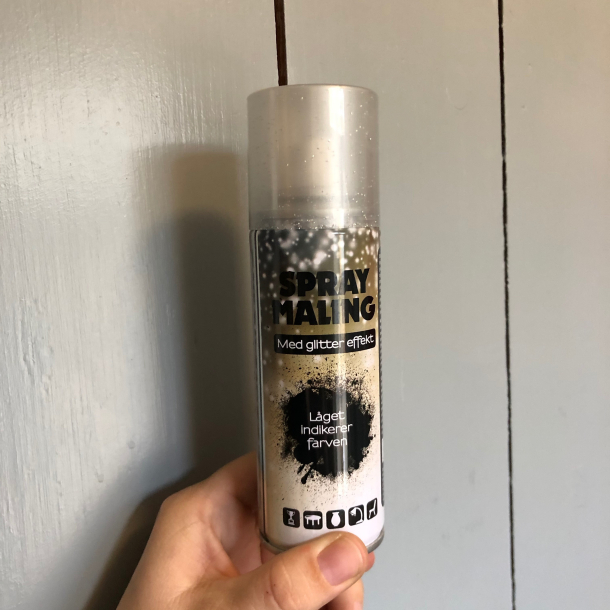 SPRAY
MALING
Med glitter effekt
Låget
indikerer
farven